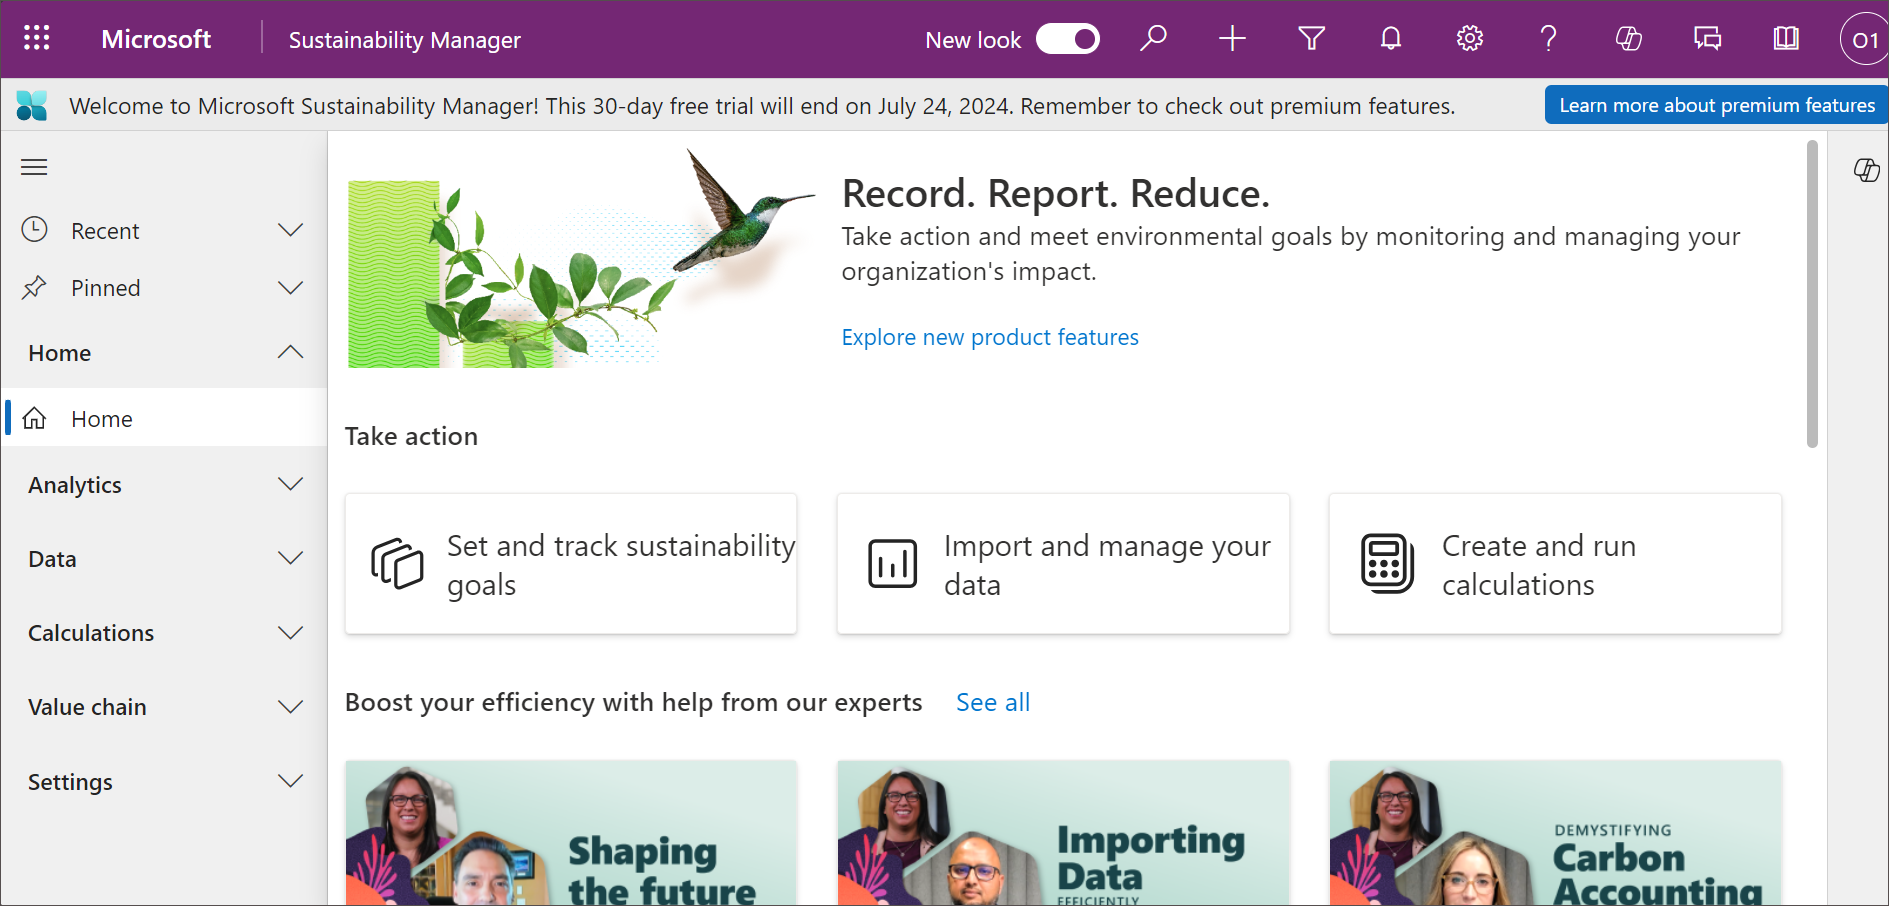 Microsoft
Sustainability Manager
New look
O1
Welcome to Microsoft Sustainability Manager! This 30-day free trial will end on July 24, 2024. Remember to check out premium features.
Learn more about premium features
Recent
Pinned
Home
Home
Analytics
Data
Calculations
Value chain
Settings
Record. Report. Reduce.
Take action and meet environmental goals by monitoring and managing your
organization's impact.
Explore new product features
Take action
Set and track sustainability
goals
Import and manage your
data
Create and run
calculations
Boost your efficiency with help from our experts
See all
Shaping
the future
Importing
Data
EFFICIENTLY
DEMYSTIFYING
Carbon
Accounting